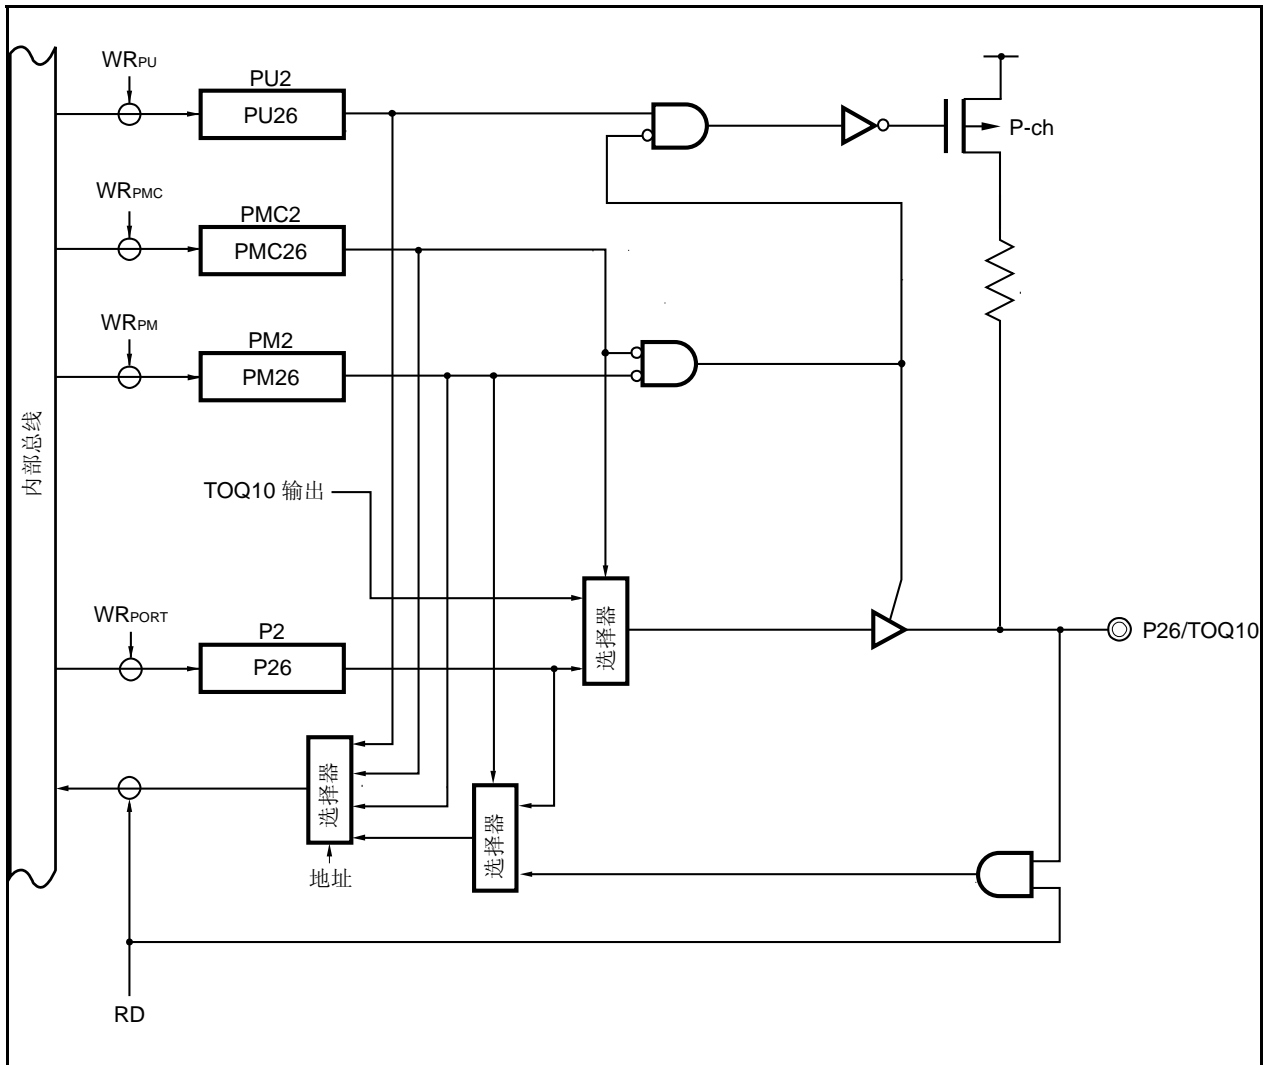 WRPU
PU2
PU26
P-ch
WRPMC
PMC2
PMC26
WRPM
PM2
PM26
内部总线
TOQ10 输出
WRPORT
P2
P26
选择器
P26/TOQ10
选择器
选择器
地址
RD